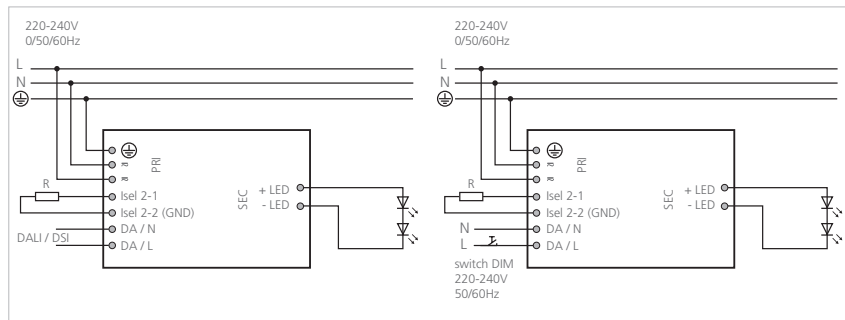 220-240V
0/50/60Hz
L
N
PRI
R
Isel 2-1
Isel 2-2 (GND)
DA / N
DALI / DSI
DA / L
SEC
+ LED
- LED
220-240V
0/50/60Hz
L
N
PRI
R
Isel 2-1
Isel 2-2 (GND)
N
DA / N
L
DA / L
switch DIM
220-240V
50/60Hz
SEC
+ LED
- LED